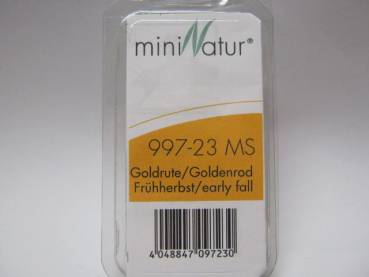 miniNatur®
997-23 MS
Goldrute/Goldenrod
Frühherbst/early fall
4 048847 097230